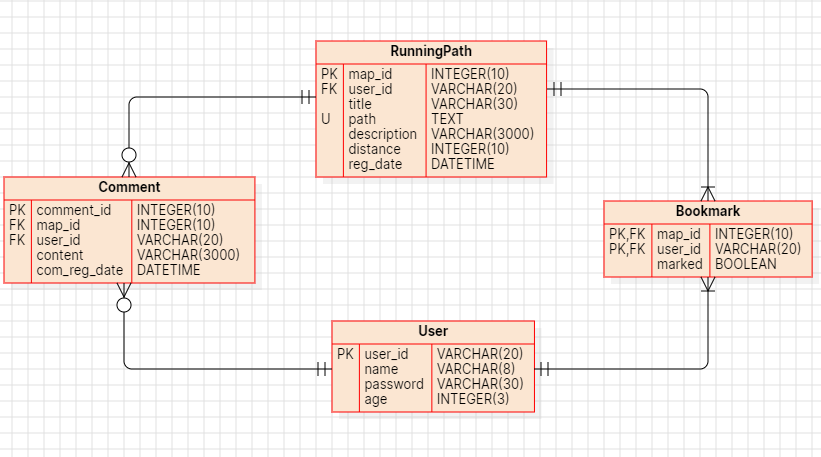 RunningPath
PK map_id INTEGER(10)
FK user_id VARCHAR(20)
title VARCHAR(30)
U path TEXT
description VARCHAR(3000)
distance INTEGER(10)
reg_date DATETIME
Comment
PK comment_id INTEGER(10)
FK map_id INTEGER(10)
FK user_id VARCHAR(20)
content VARCHAR(3000)
com_reg_date DATETIME
Bookmark
PK,FK map_id INTEGER(10)
PK,FK user_id VARCHAR(20)
marked BOOLEAN
User
PK user_id VARCHAR(20)
name VARCHAR(8)
password VARCHAR(30)
age INTEGER(3)